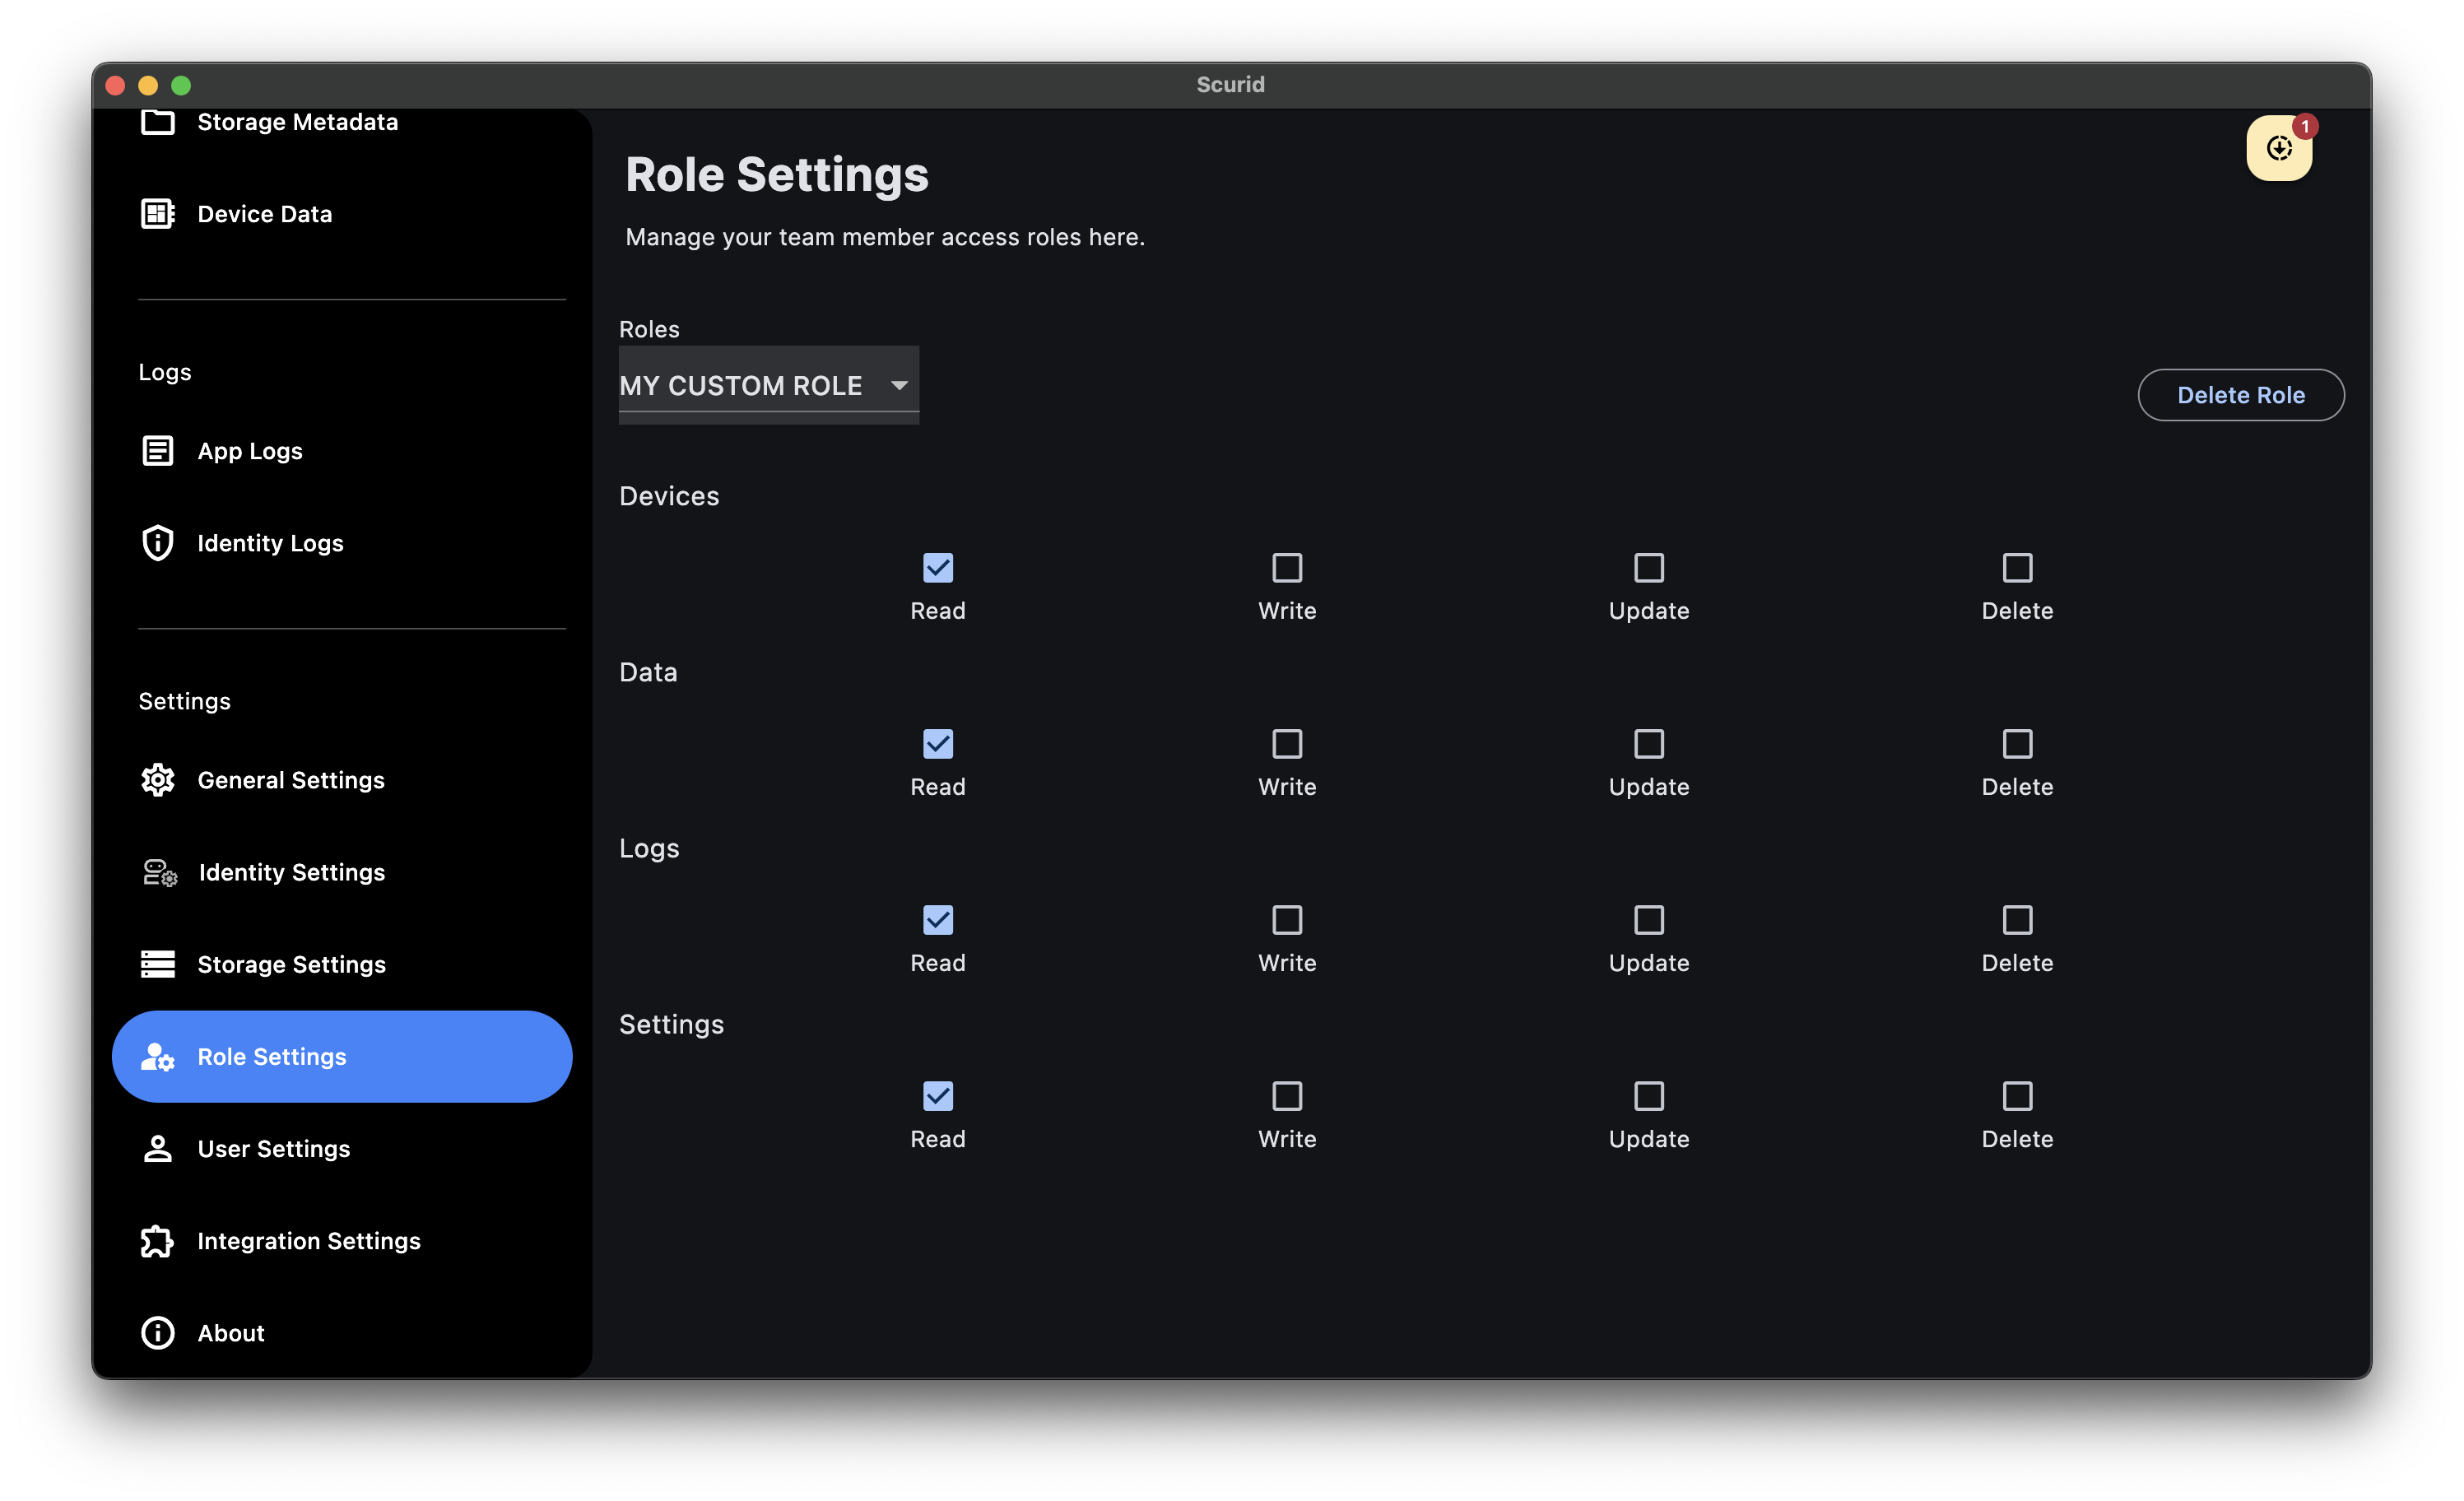 Scurid
Storage Metadata
Device Data
Logs
App Logs
Identity Logs
Settings
General Settings
Identity Settings
Storage Settings
Role Settings
User Settings
Integration Settings
About
1
Role Settings
Manage your team member access roles here.
Roles
MY CUSTOM ROLE
Delete Role
Devices
Read Write Update Delete
Data
Read Write Update Delete
Logs
Read Write Update Delete
Settings
Read Write Update Delete